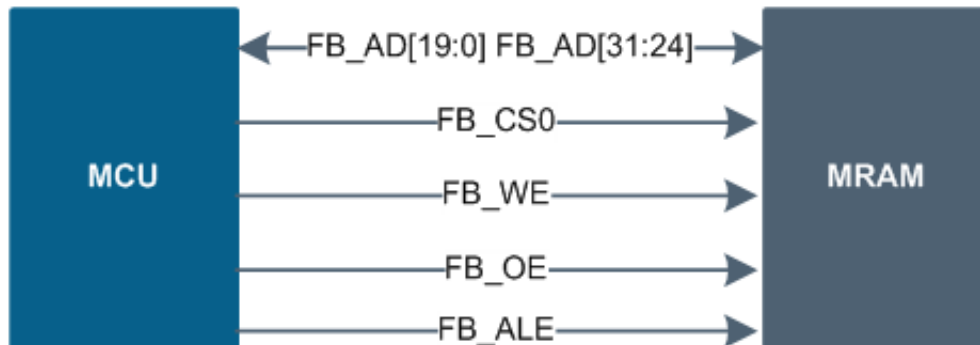 FB_AD[19:0] FB_AD[31:24]
FB_CS0
MCU
MRAM
FB_WE
FB_OE
FB_ALE